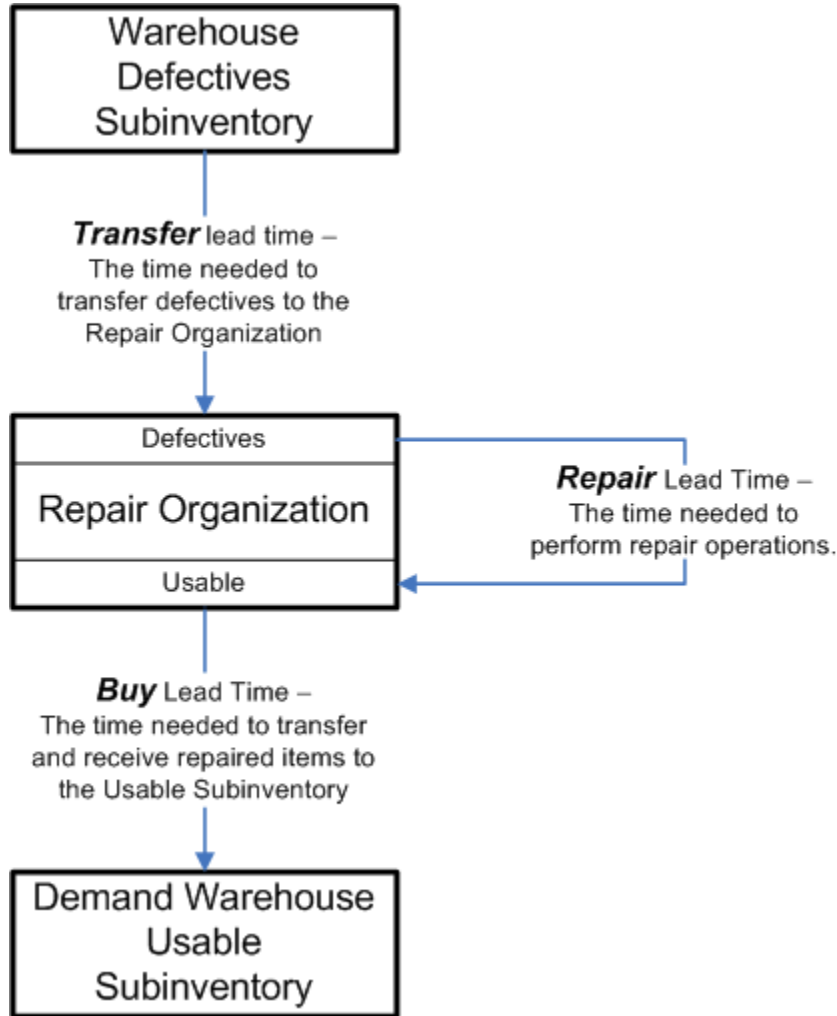 Warehouse
Defectives
Subinventory
Transfer lead time –
The time needed to
transfer defectives to the
Repair Organization
Defectives
Repair Organization
Usable
Repair Lead Time –
The time needed to
perform repair operations.
Buy Lead Time –
The time needed to transfer
and receive repaired items to
the Usable Subinventory
Demand Warehouse
Usable
Subinventory